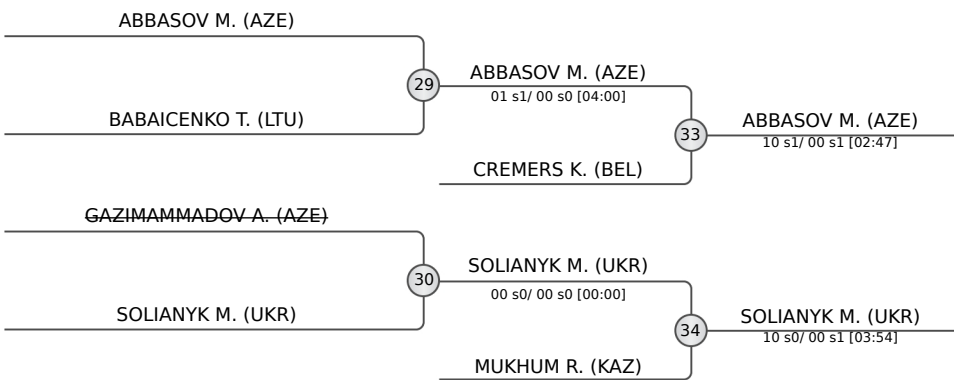 ABBASOV M. (AZE)
29
ABBASOV M. (AZE)
01 s1/ 00 s0 [04:00]
BABAICENKO T. (LTU)
33
ABBASOV M. (AZE)
10 s1/ 00 s1 [02:47]
CREMERS K. (BEL)
GAZIMAMMADOV A. (AZE)
30
SOLIANYK M. (UKR)
00 s0/ 00 s0 [00:00]
SOLIANYK M. (UKR)
34
SOLIANYK M. (UKR)
10 s0/ 00 s1 [03:54]
MUKHUM R. (KAZ)